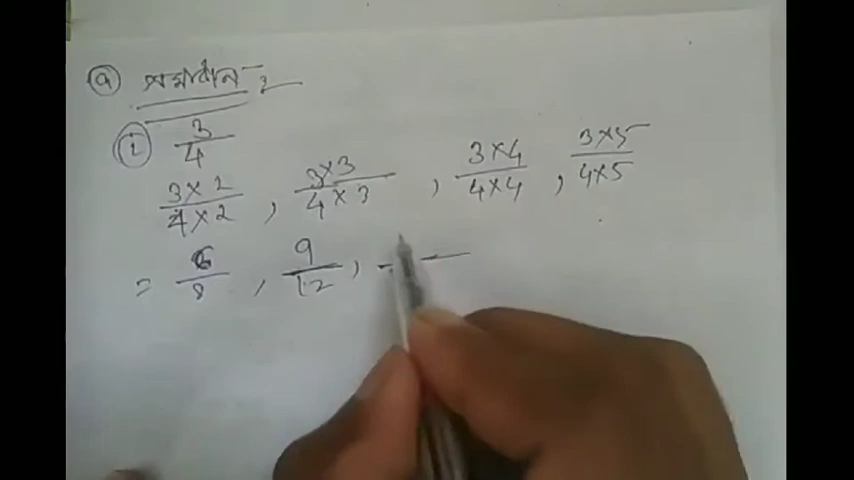 ⓐ সমাধান :
ⓘ 3/4
3×2/4×2 , 3×3/4×3 , 3×4/4×4 , 3×5/4×5
= 6/8 , 9/12 ,